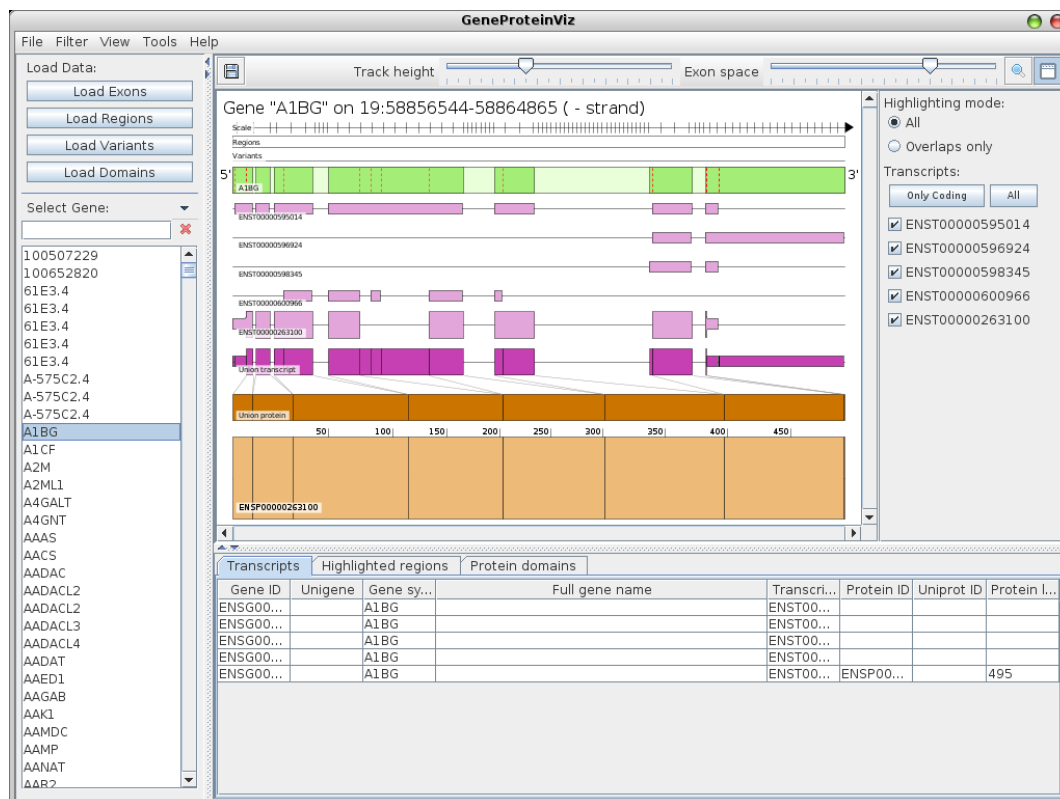 GeneProteinViz
File Filter View Tools Help
Load Data:
Load Exons
Load Regions
Load Variants
Load Domains
Select Gene:
100507229
100652820
61E3.4
61E3.4
61E3.4
61E3.4
61E3.4
A-575C2.4
A-575C2.4
A-575C2.4
A1BG
A1CF
A2M
A2ML1
A4GALT
A4GNT
AAAS
AACS
AADAC
AADACL2
AADACL2
AADACL3
AADACL4
AADAT
AAED1
AAGAB
AAK1
AAMDC
AAMP
AANAT
AAR2
Track height Exon space
Gene "A1BG" on 19:58856544-58864865 ( - strand)
Scale
Regions
Variants
5' 3'
A1BG
ENST00000595014
ENST00000596924
ENST00000598345
ENST00000600966
ENST00000263100
Union transcript
Union protein
50| 100| 150| 200| 250| 300| 350| 400| 450|
ENSP00000263100
Highlighting mode:
All
Overlaps only
Transcripts:
Only Coding All
ENST00000595014
ENST00000596924
ENST00000598345
ENST00000600966
ENST00000263100
Transcripts Highlighted regions Protein domains
Gene ID Unigene Gene sy... Full gene name Transcri... Protein ID Uniprot ID Protein l...
ENSG00... A1BG ENST00...
ENSG00... A1BG ENST00...
ENSG00... A1BG ENST00...
ENSG00... A1BG ENST00...
ENSG00... A1BG ENST00... ENSP00... 495